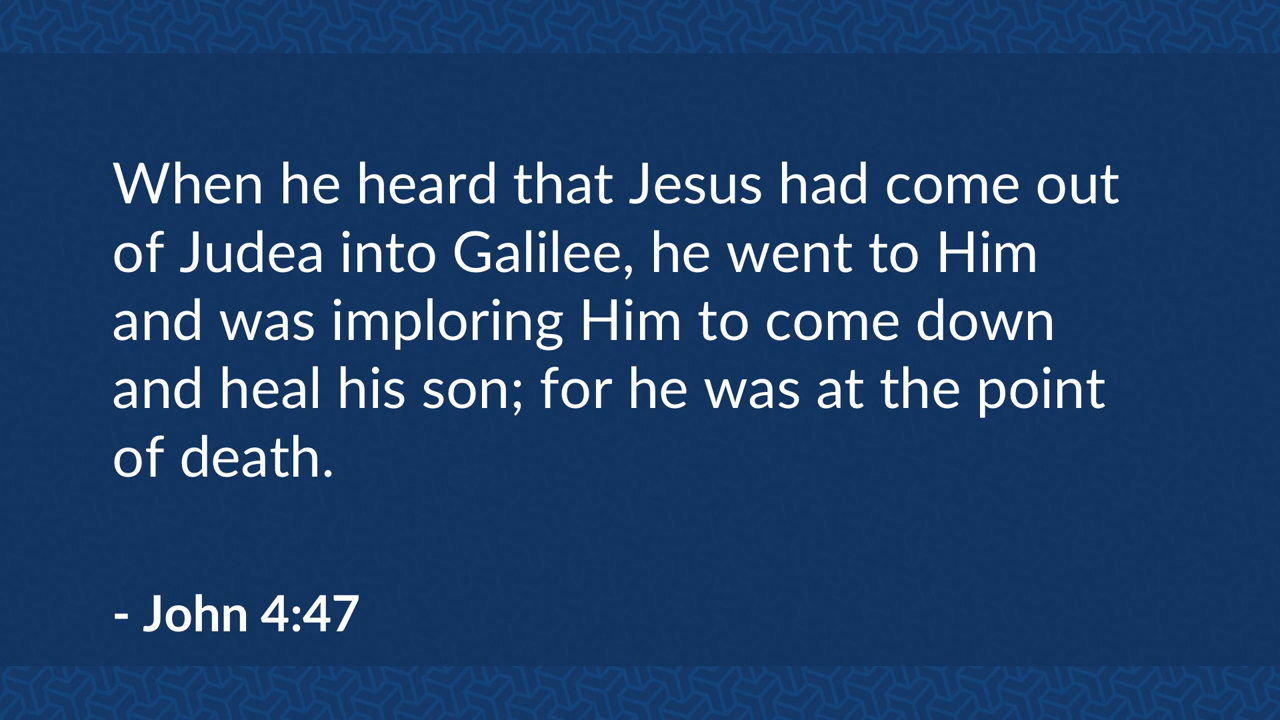 When he heard that Jesus had come out
of Judea into Galilee, he went to Him
and was imploring Him to come down
and heal his son; for he was at the point
of death.
- John 4:47